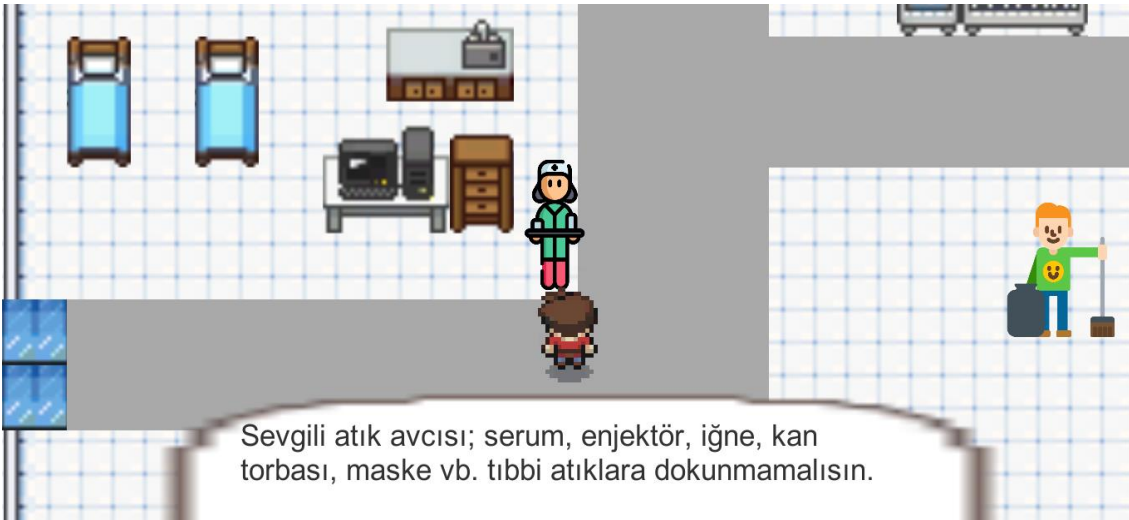 Sevgili atık avcısı; serum, enjektör, iğne, kan
torbası, maske vb. tıbbi atıklara dokunmamalısın.